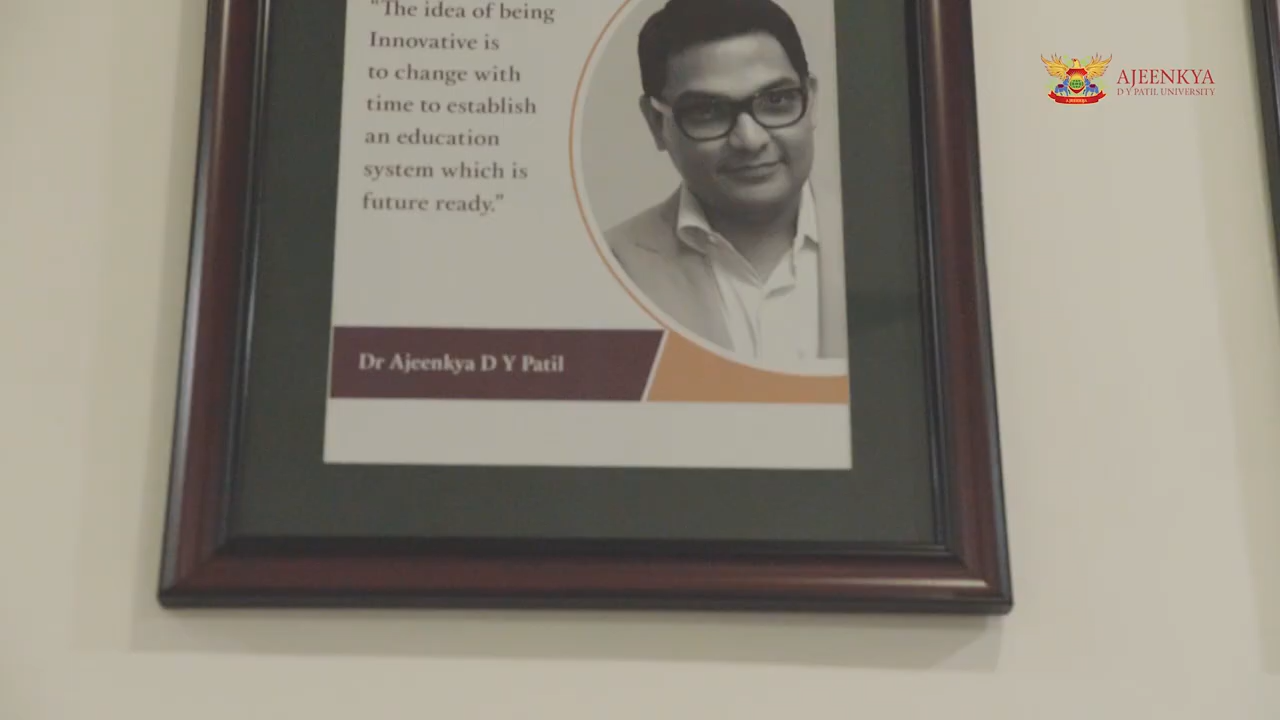 "The idea of being
Innovative is
to change with
time to establish
an education
system which is
future ready."
Dr Ajeenkya D Y Patil
AJEENKYA
D Y PATIL UNIVERSITY
AJEENKYA